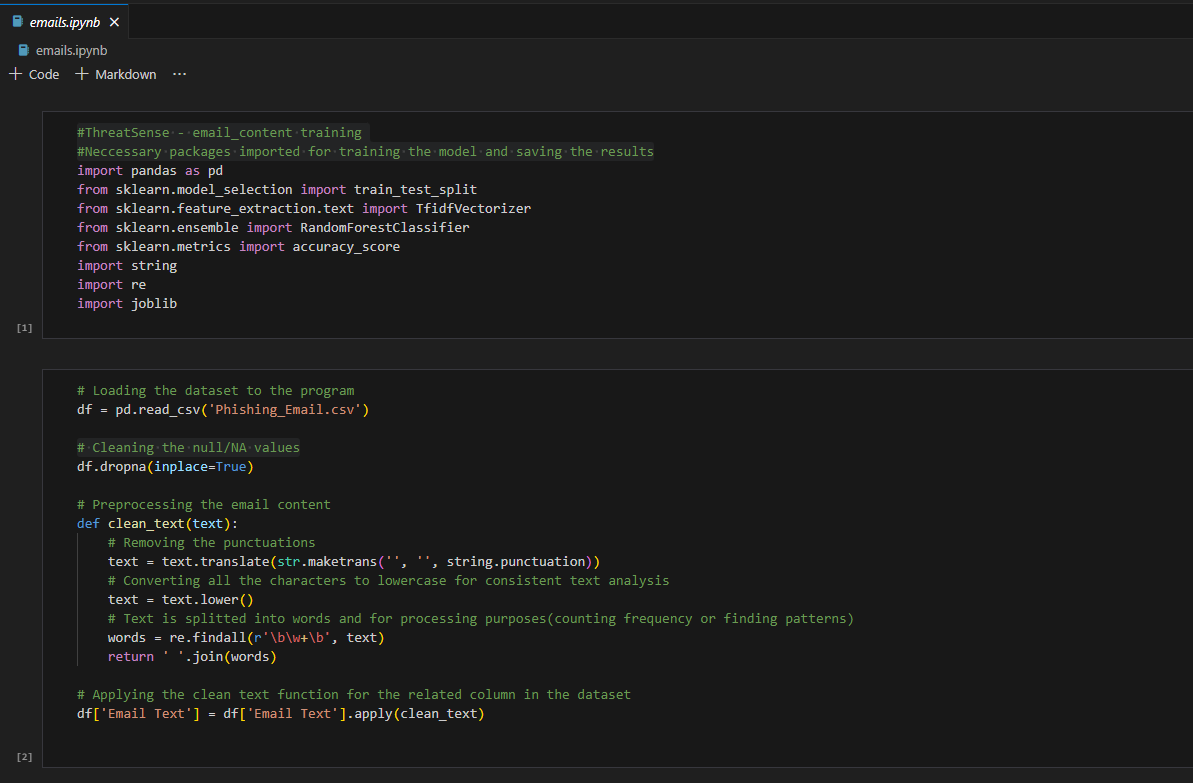 emails.ipynb
emails.ipynb
Code Markdown ...
#ThreatSense - email_content training
#Neccessary packages imported for training the model and saving the results
import pandas as pd
from sklearn.model_selection import train_test_split
from sklearn.feature_extraction.text import TfidfVectorizer
from sklearn.ensemble import RandomForestClassifier
from sklearn.metrics import accuracy_score
import string
import re
import joblib
[1]
# Loading the dataset to the program
df = pd.read_csv('Phishing_Email.csv')
# Cleaning the null/NA values
df.dropna(inplace=True)
# Preprocessing the email content
def clean_text(text):
    # Removing the punctuations
    text = text.translate(str.maketrans('', '', string.punctuation))
    # Converting all the characters to lowercase for consistent text analysis
    text = text.lower()
    # Text is splitted into words and for processing purposes(counting frequency or finding patterns)
    words = re.findall(r'\b\w+\b', text)
    return ' '.join(words)
# Applying the clean text function for the related column in the dataset
df['Email Text'] = df['Email Text'].apply(clean_text)
[2]